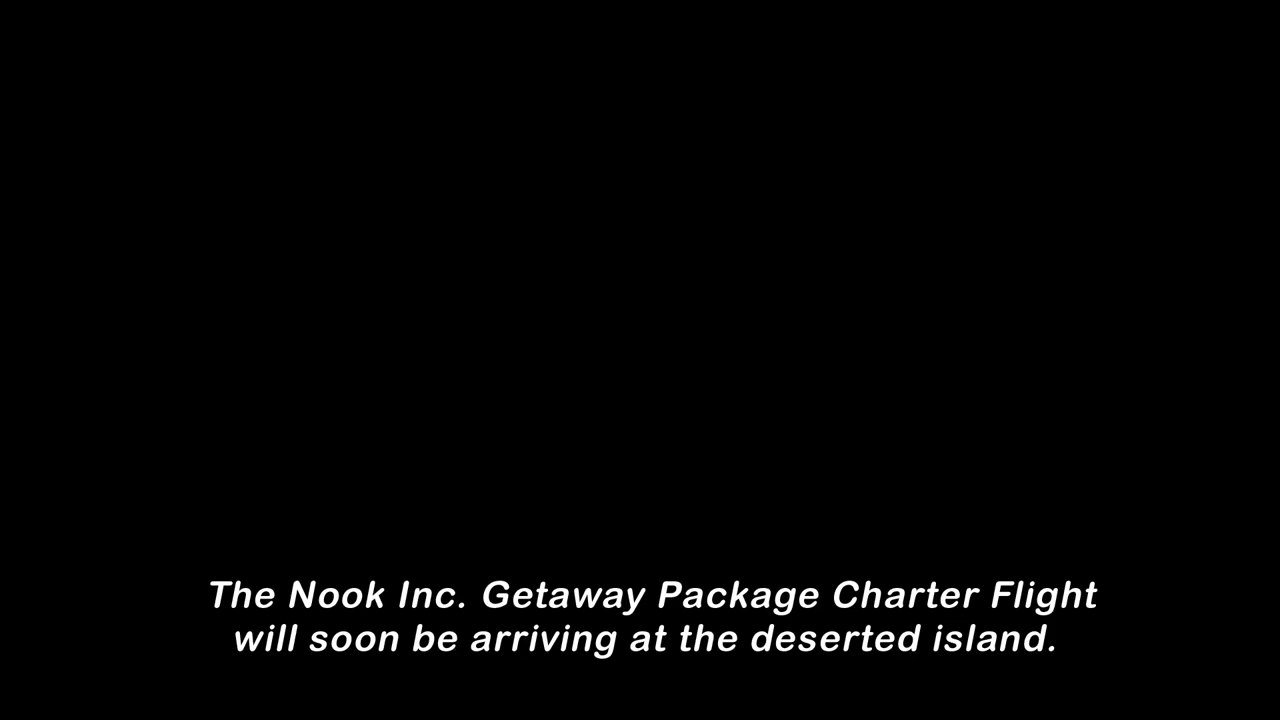 The Nook Inc. Getaway Package Charter Flight
will soon be arriving at the deserted island.